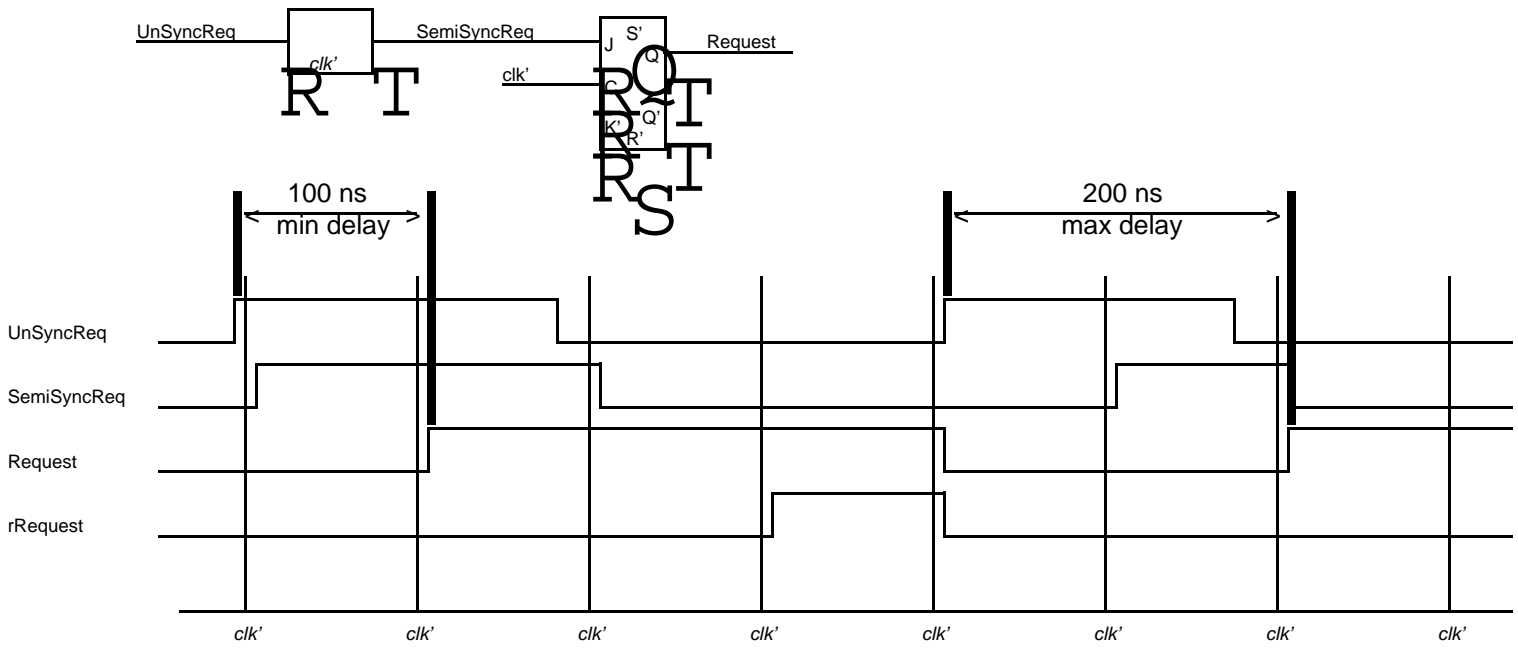 UnSyncReq
clk'
SemiSyncReq
J
S'
Q
Request
clk'
C
K'
R'
Q'
R T
R Q
~ T
R
R T
S
100 ns
min delay
200 ns
max delay
UnSyncReq
SemiSyncReq
Request
rRequest
clk' clk' clk' clk' clk' clk' clk' clk'